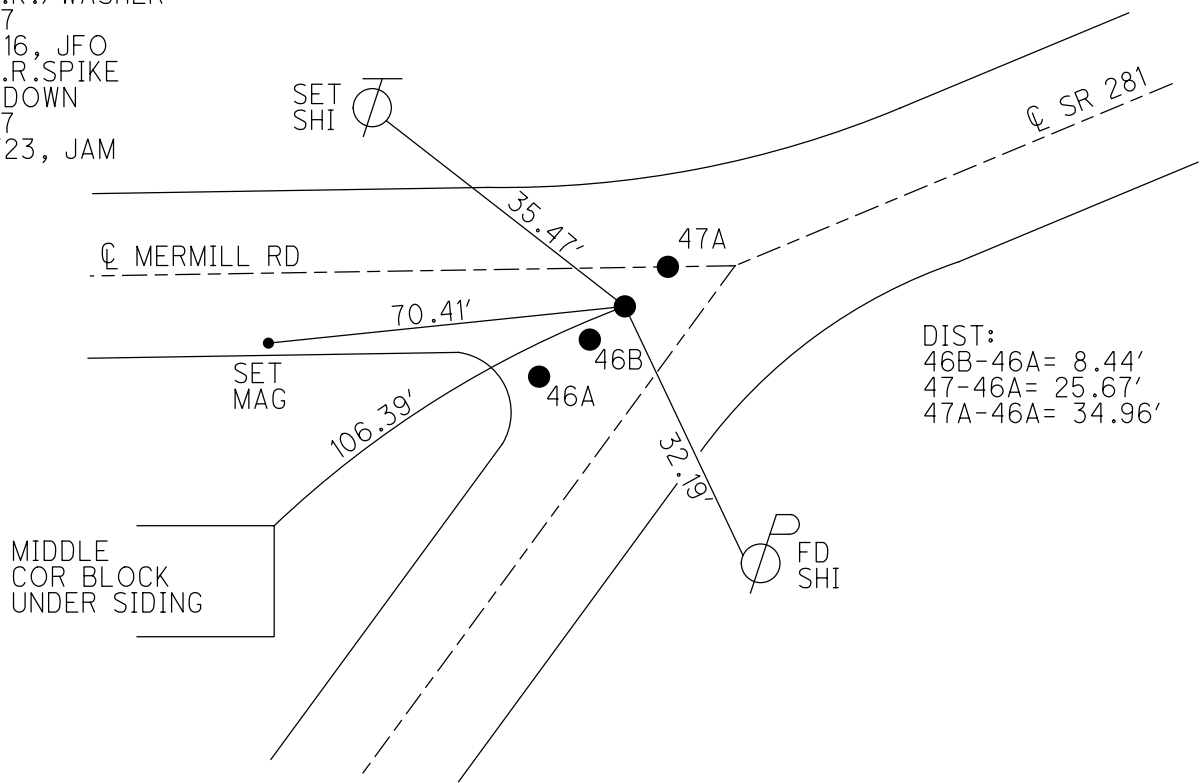 7
16, JFO
.R.SPIKE
DOWN
7
23, JAM
SET
SHI
℄ SR 281
35.47′
47A
℄ MERMILL RD
70.41′
46B
46A
SET
MAG
DIST:
46B-46A= 8.44′
47-46A= 25.67′
47A-46A= 34.96′
106.39′
32.19′
MIDDLE
COR BLOCK
UNDER SIDING
FD
SHI